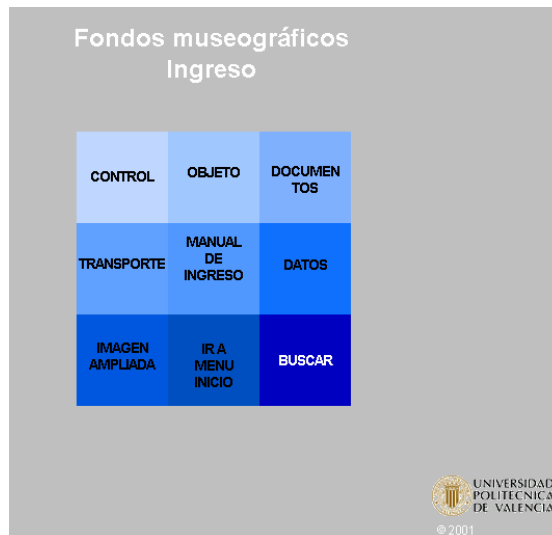 Fondos museográficos
Ingreso
CONTROL
OBJETO
DOCUMEN
TOS
TRANSPORTE
MANUAL
DE
INGRESO
DATOS
IMAGEN
AMPLIADA
IR A
MENU
INICIO
BUSCAR
UNIVERSIDAD
POLITECNICA
DE VALENCIA
© 2001